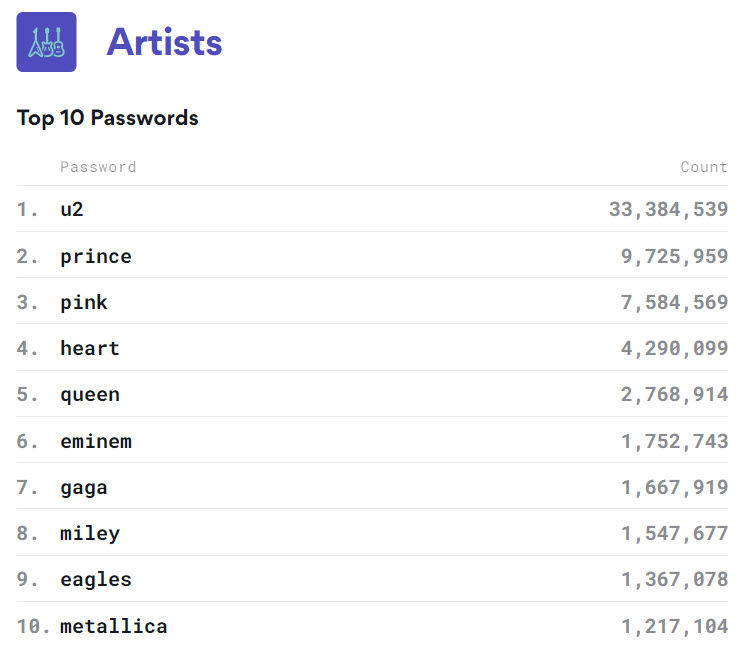 Artists
Top 10 Passwords
Password Count
1. u2 33,384,539
2. prince 9,725,959
3. pink 7,584,569
4. heart 4,290,099
5. queen 2,768,914
6. eminem 1,752,743
7. gaga 1,667,919
8. miley 1,547,677
9. eagles 1,367,078
10. metallica 1,217,104